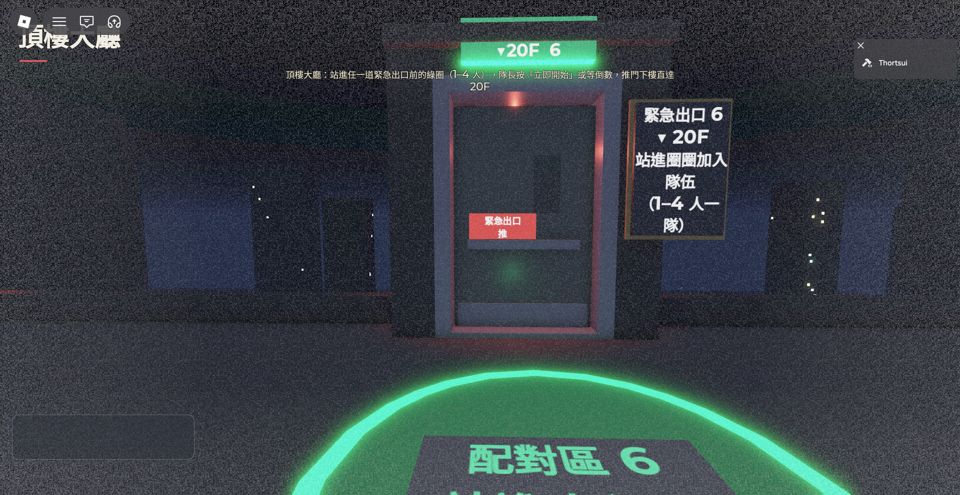 頂樓大廳
▼20F 6
頂樓大廳：站進任一道緊急出口前的綠圈（1–4 人），隊長按「立即開始」或等倒數，推門下樓直達
20F
Thortsui
緊急出口 6
▼ 20F
站進圈圈加入
隊伍
（1–4 人一
隊）
緊急出口
推
配對區 6